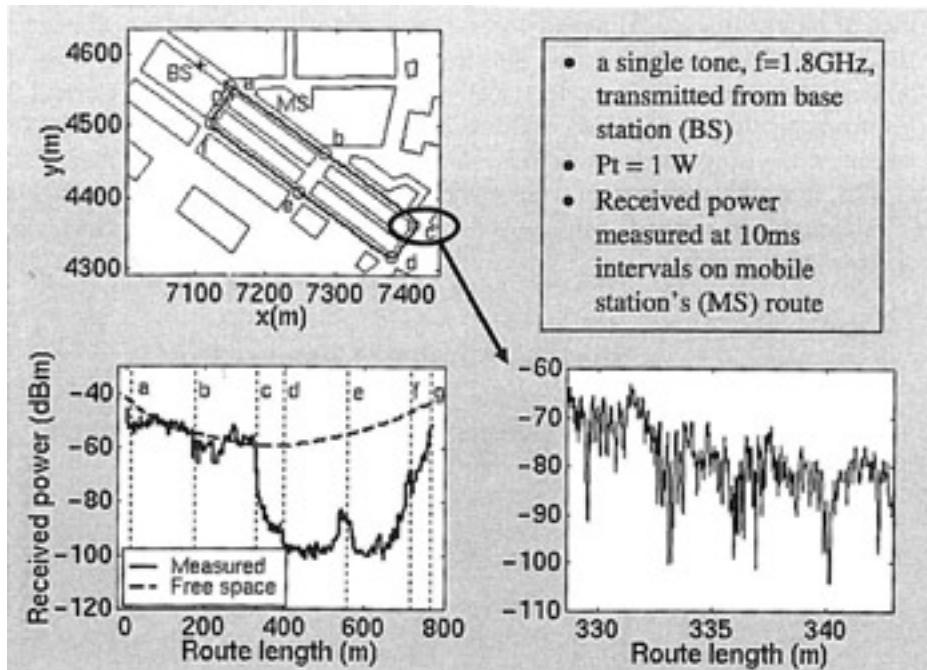 4600
4500
4400
4300
y(m)
BS
a
MS
b
c
d
e
g
7100 7200 7300 7400
x(m)
• a single tone, f=1.8GHz,
transmitted from base
station (BS)
• Pt = 1 W
• Received power
measured at 10ms
intervals on mobile
station's (MS) route
Received power (dBm)
−40
−60
−80
−100
−120
a b c d e f g
Measured
Free space
0 200 400 600 800
Route length (m)
−60
−70
−80
−90
−100
−110
330 335 340
Route length (m)